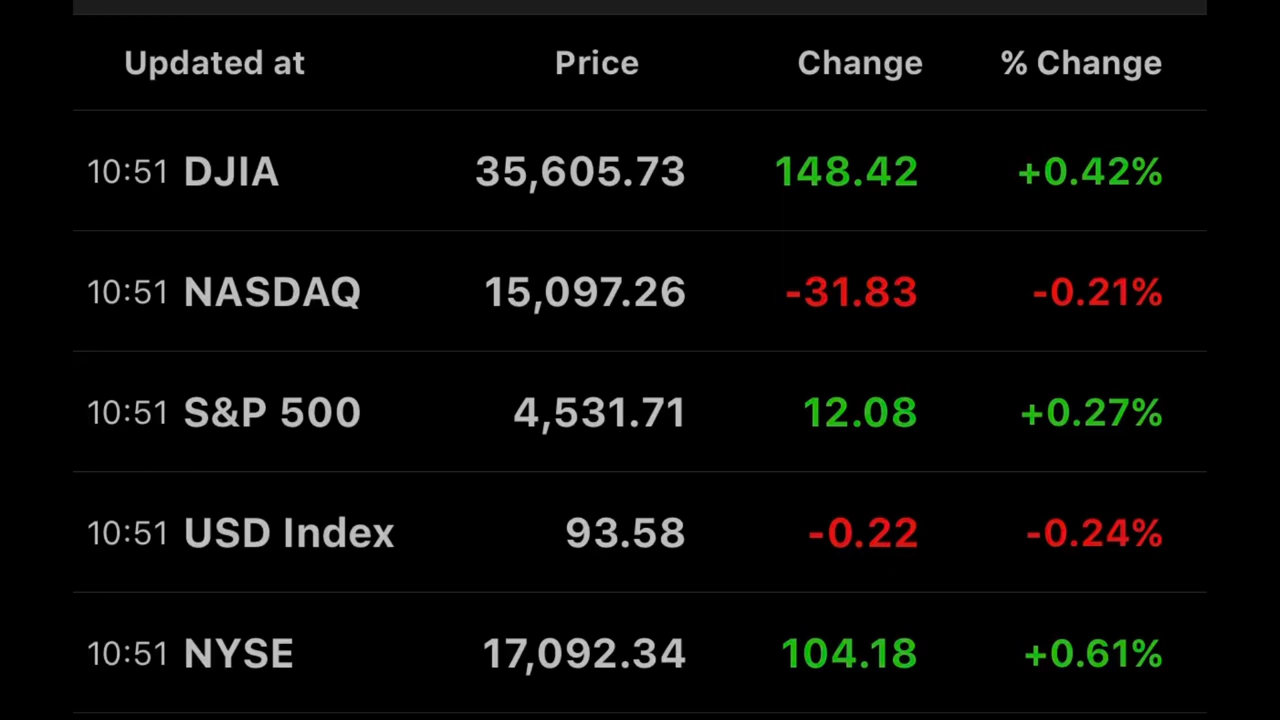 Updated at Price Change % Change
10:51 DJIA 35,605.73 148.42 +0.42%
10:51 NASDAQ 15,097.26 -31.83 -0.21%
10:51 S&P 500 4,531.71 12.08 +0.27%
10:51 USD Index 93.58 -0.22 -0.24%
10:51 NYSE 17,092.34 104.18 +0.61%